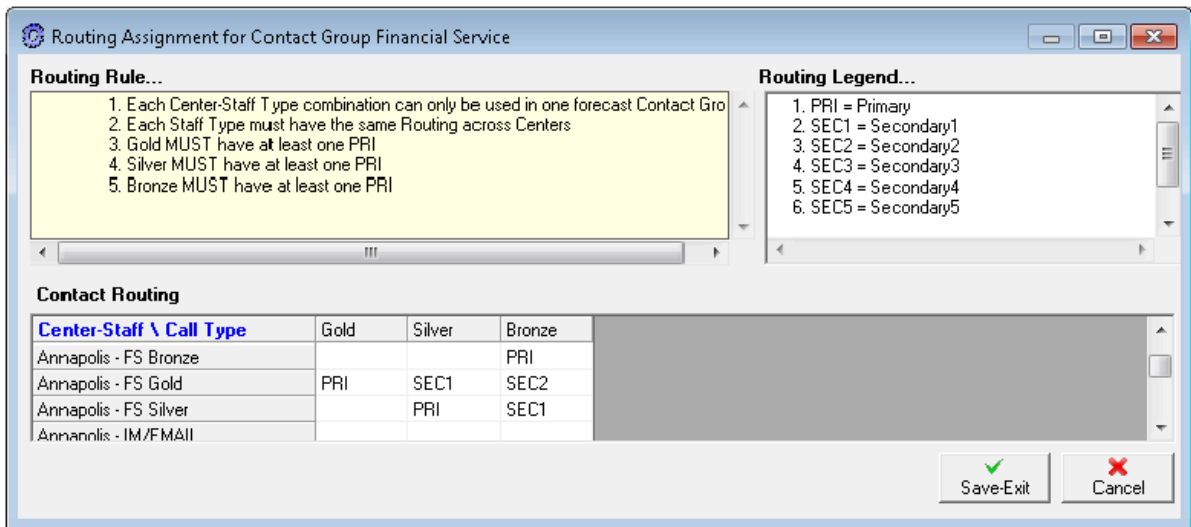 Routing Assignment for Contact Group Financial Service
Routing Rule...
1. Each Center-Staff Type combination can only be used in one forecast Contact Gro
2. Each Staff Type must have the same Routing across Centers
3. Gold MUST have at least one PRI
4. Silver MUST have at least one PRI
5. Bronze MUST have at least one PRI
Routing Legend...
1. PRI = Primary
2. SEC1 = Secondary1
3. SEC2 = Secondary2
4. SEC3 = Secondary3
5. SEC4 = Secondary4
6. SEC5 = Secondary5
Contact Routing
Center-Staff \ Call Type Gold Silver Bronze
Annapolis - FS Bronze PRI
Annapolis - FS Gold PRI SEC1 SEC2
Annapolis - FS Silver PRI SEC1
Annapolis - IM/EMAIL
Save-Exit Cancel